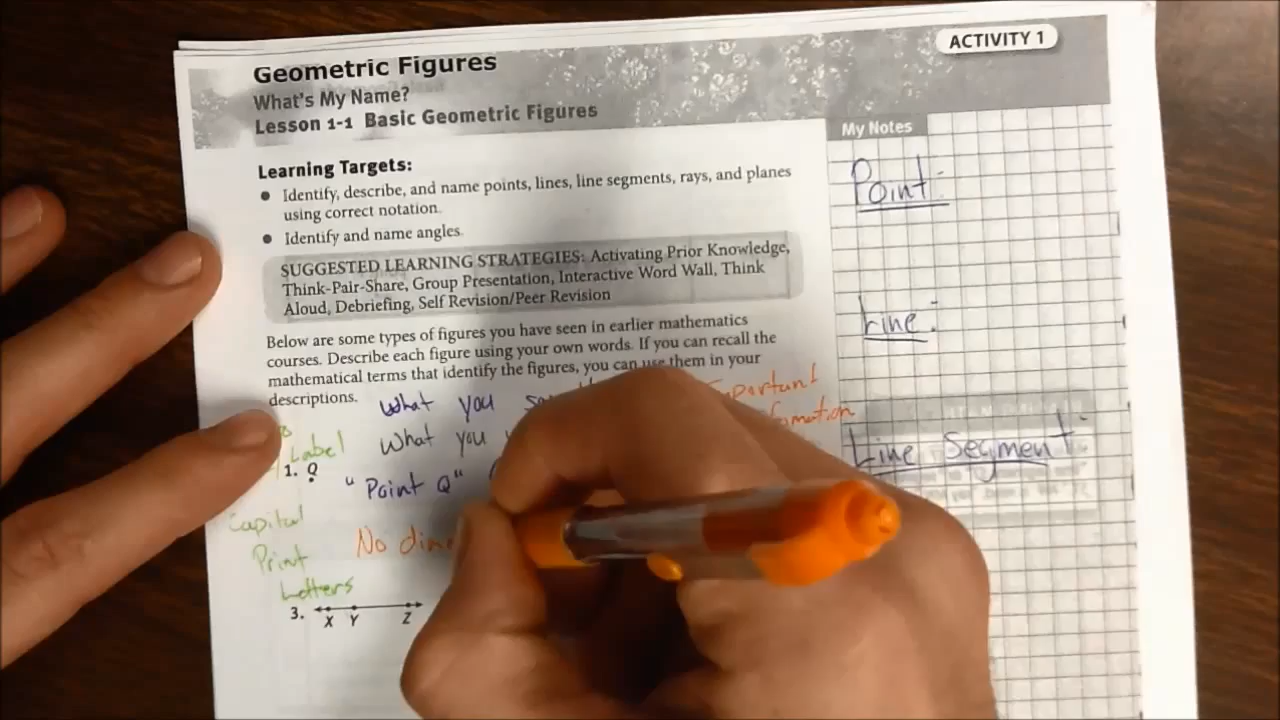 ACTIVITY 1
Geometric Figures
What's My Name?
Lesson 1-1 Basic Geometric Figures
My Notes
Learning Targets:
● Identify, describe, and name points, lines, line segments, rays, and planes
using correct notation.
● Identify and name angles.
SUGGESTED LEARNING STRATEGIES: Activating Prior Knowledge,
Think-Pair-Share, Group Presentation, Interactive Word Wall, Think
Aloud, Debriefing, Self Revision/Peer Revision
Below are some types of figures you have seen in earlier mathematics
courses. Describe each figure using your own words. If you can recall the
mathematical terms that identify the figures, you can use them in your
descriptions.
What you
What you
Label
1. Q
"Point Q"
Capital
Print
Letters
No
3.
X Y Z
Point:
Line:
Line Segment: